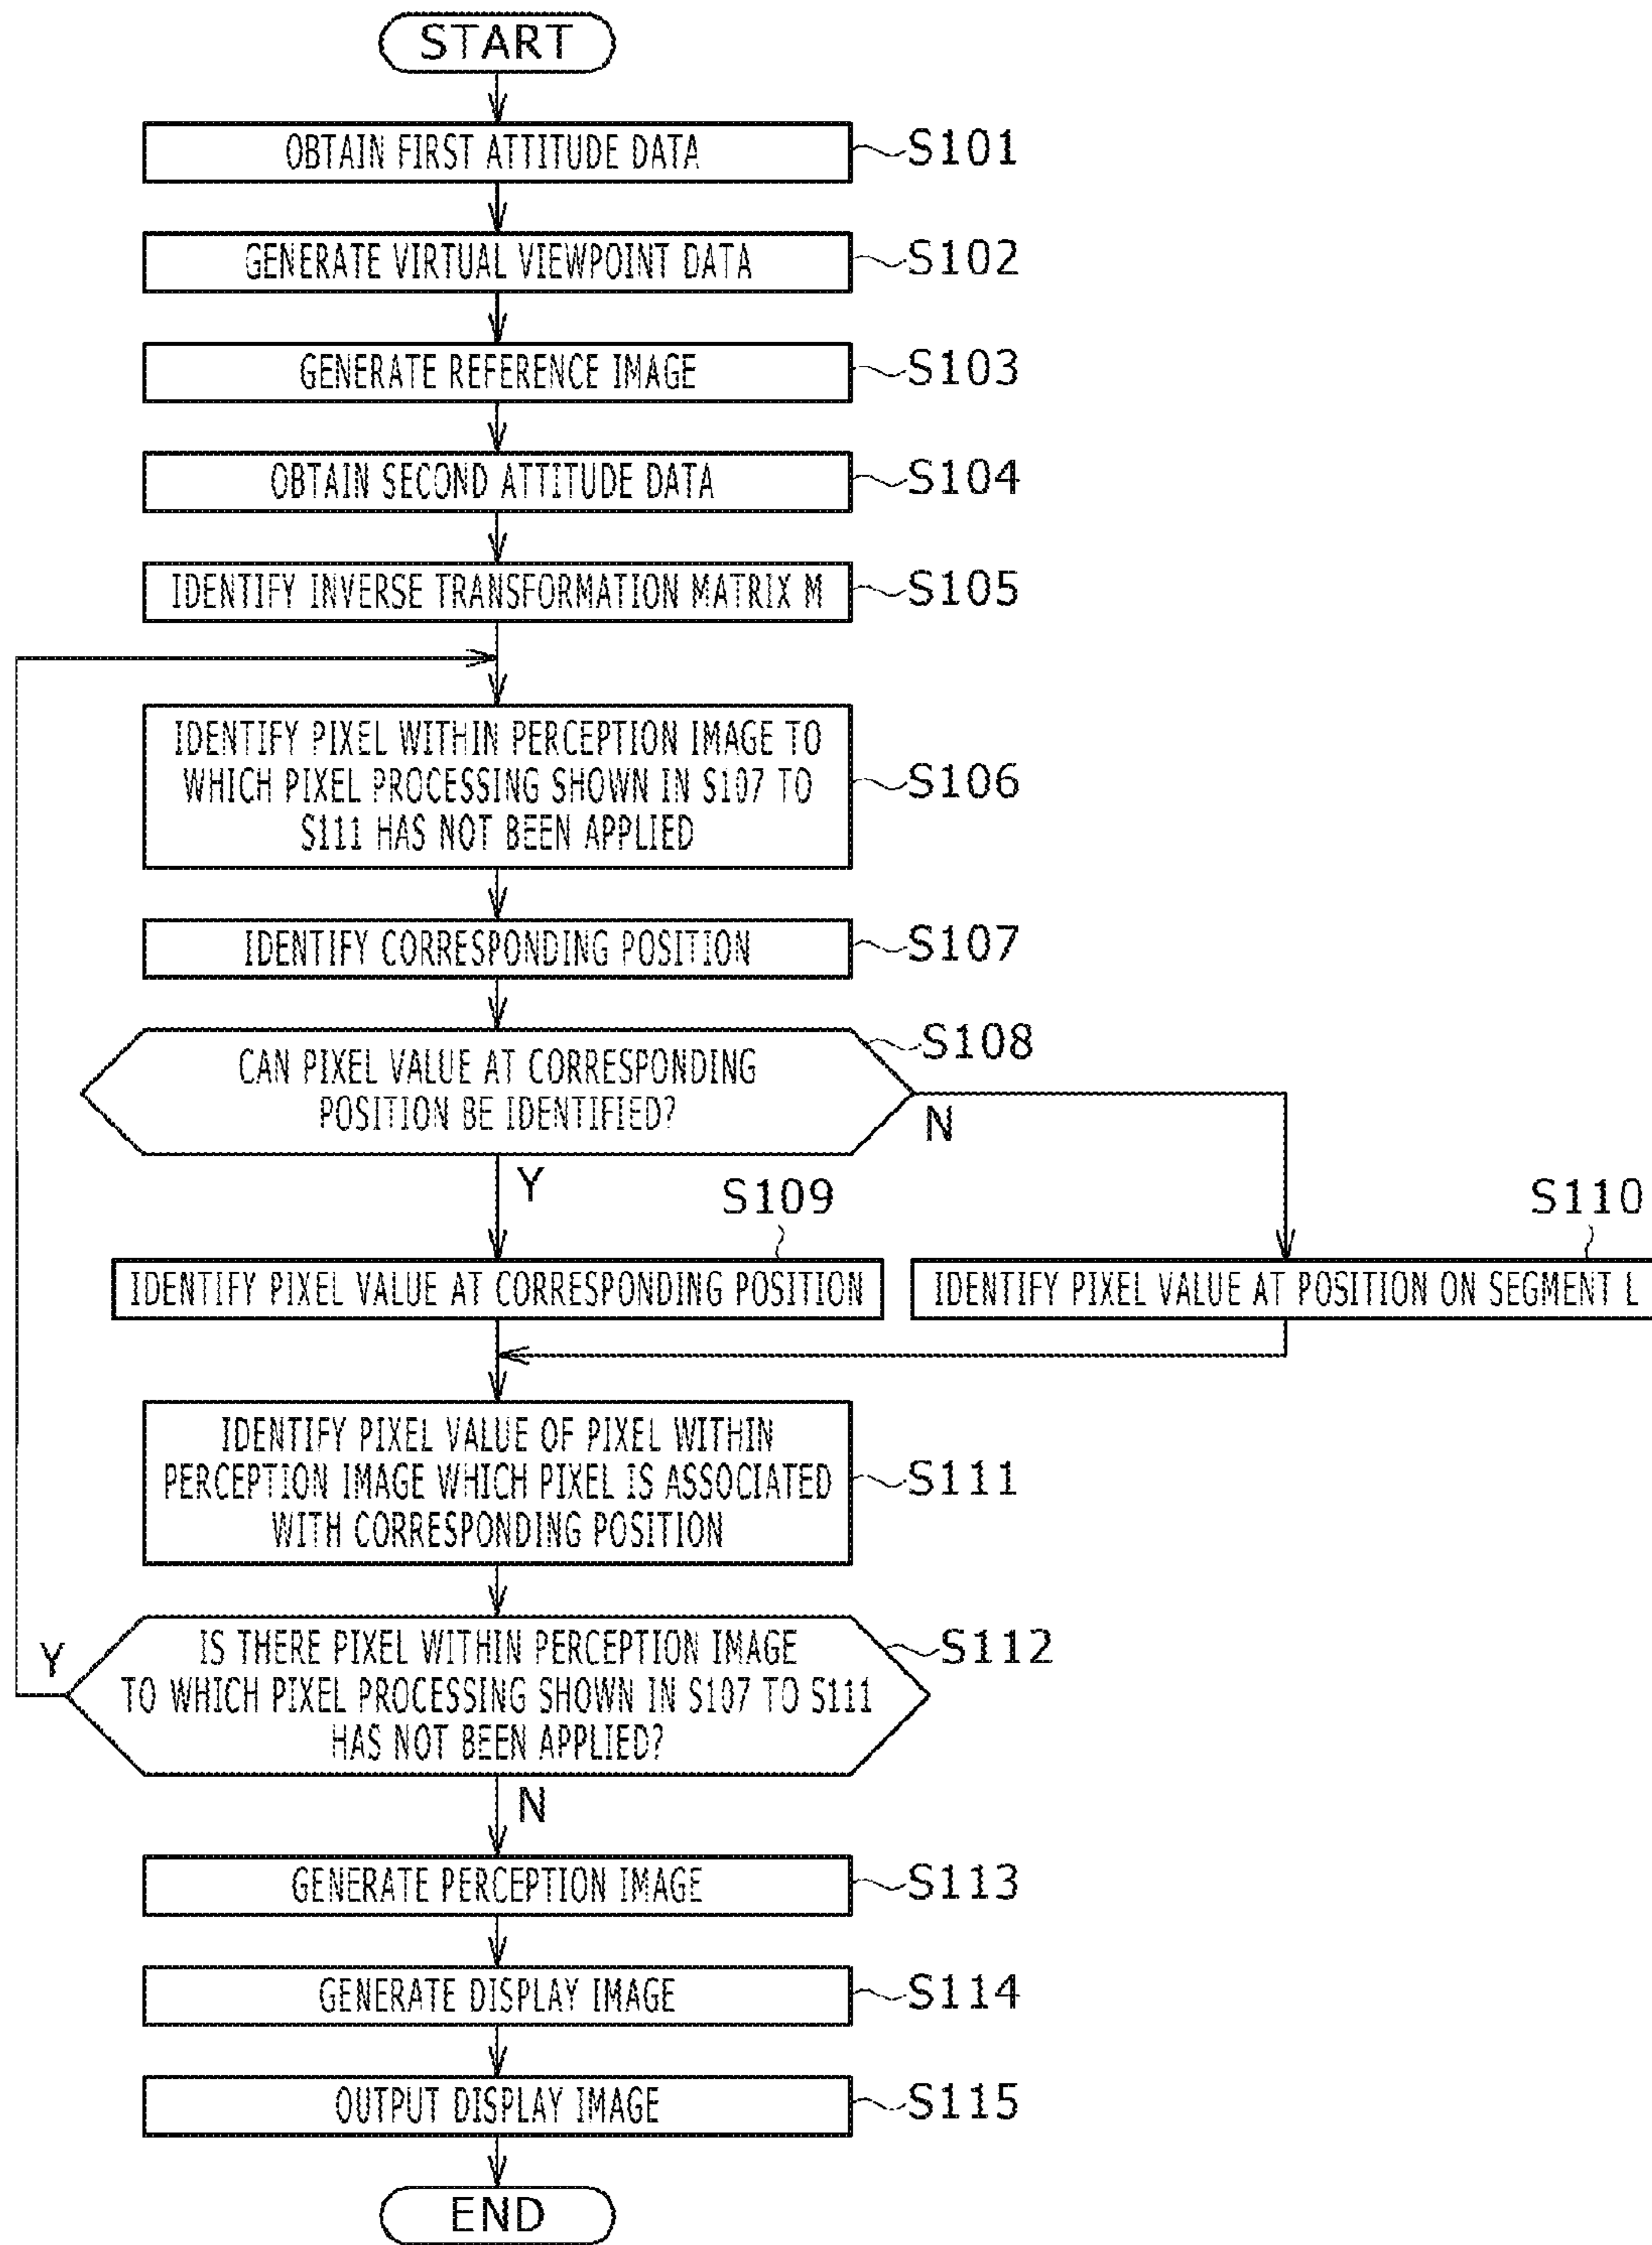 START
OBTAIN FIRST ATTITUDE DATA
S101
GENERATE VIRTUAL VIEWPOINT DATA
S102
GENERATE REFERENCE IMAGE
S103
OBTAIN SECOND ATTITUDE DATA
S104
IDENTIFY INVERSE TRANSFORMATION MATRIX M
S105
IDENTIFY PIXEL WITHIN PERCEPTION IMAGE TO
WHICH PIXEL PROCESSING SHOWN IN S107 TO
S111 HAS NOT BEEN APPLIED
S106
IDENTIFY CORRESPONDING POSITION
S107
CAN PIXEL VALUE AT CORRESPONDING
POSITION BE IDENTIFIED?
S108
N
Y
S109
S110
IDENTIFY PIXEL VALUE AT CORRESPONDING POSITION
IDENTIFY PIXEL VALUE AT POSITION ON SEGMENT L
IDENTIFY PIXEL VALUE OF PIXEL WITHIN
PERCEPTION IMAGE WHICH PIXEL IS ASSOCIATED
WITH CORRESPONDING POSITION
S111
IS THERE PIXEL WITHIN PERCEPTION IMAGE
TO WHICH PIXEL PROCESSING SHOWN IN S107 TO S111
HAS NOT BEEN APPLIED?
S112
Y
N
GENERATE PERCEPTION IMAGE
S113
GENERATE DISPLAY IMAGE
S114
OUTPUT DISPLAY IMAGE
S115
END